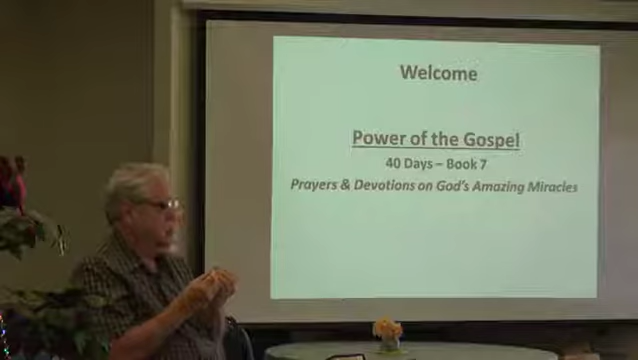 Welcome
Power of the Gospel
40 Days – Book 7
Prayers & Devotions on God's Amazing Miracles